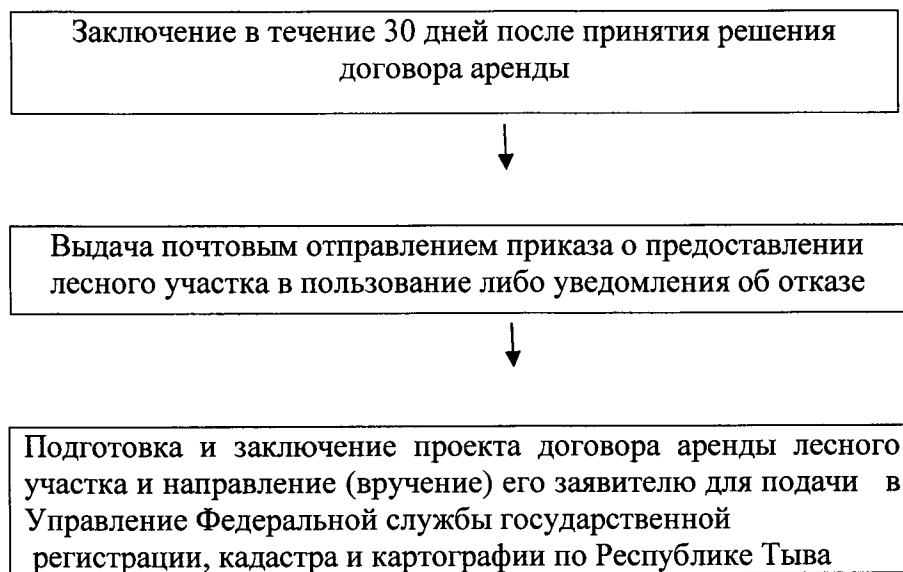 Заключение в течение 30 дней после принятия решения
договора аренды
Выдача почтовым отправлением приказа о предоставлении
лесного участка в пользование либо уведомления об отказе
Подготовка и заключение проекта договора аренды лесного
участка и направление (вручение) его заявителю для подачи в
Управление Федеральной службы государственной
регистрации, кадастра и картографии по Республике Тыва